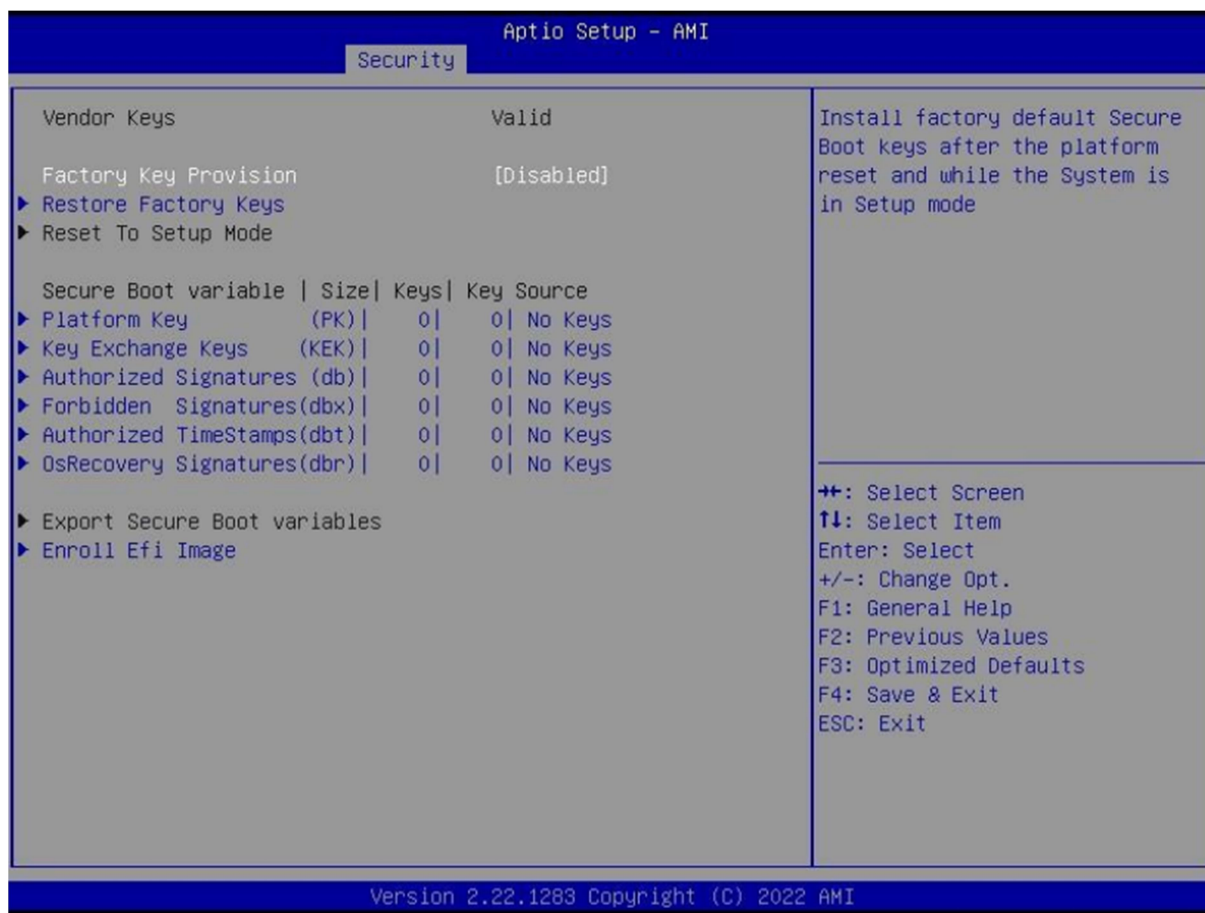 Aptio Setup - AMI
Security
Vendor Keys Valid
Factory Key Provision [Disabled]
▶ Restore Factory Keys
▶ Reset To Setup Mode
Secure Boot variable | Size| Keys| Key Source
▶ Platform Key (PK)| 0| 0| No Keys
▶ Key Exchange Keys (KEK)| 0| 0| No Keys
▶ Authorized Signatures (db)| 0| 0| No Keys
▶ Forbidden Signatures(dbx)| 0| 0| No Keys
▶ Authorized TimeStamps(dbt)| 0| 0| No Keys
▶ OsRecovery Signatures(dbr)| 0| 0| No Keys
▶ Export Secure Boot variables
▶ Enroll Efi Image
Install factory default Secure
Boot keys after the platform
reset and while the System is
in Setup mode
→←: Select Screen
↑↓: Select Item
Enter: Select
+/-: Change Opt.
F1: General Help
F2: Previous Values
F3: Optimized Defaults
F4: Save & Exit
ESC: Exit
Version 2.22.1283 Copyright (C) 2022 AMI